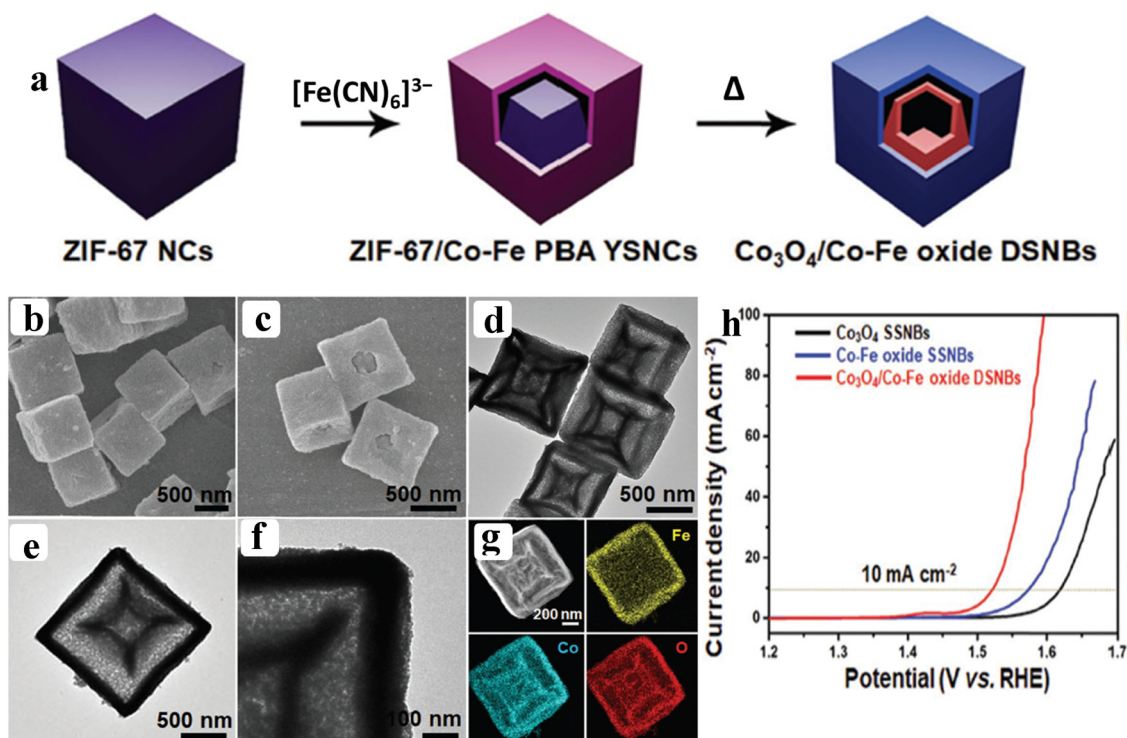 a
[Fe(CN)₆]³⁻
Δ
ZIF-67 NCs
ZIF-67/Co-Fe PBA YSNCs
Co₃O₄/Co-Fe oxide DSNBs
b
500 nm
c
500 nm
d
500 nm
e
500 nm
f
100 nm
g
Fe
200 nm
Co
O
h
Co₃O₄ SSNBs
Co-Fe oxide SSNBs
Co₃O₄/Co-Fe oxide DSNBs
10 mA cm⁻²
Current density (mAcm⁻²)
100
80
60
40
20
0
1.2
1.3
1.4
1.5
1.6
1.7
Potential (V vs. RHE)